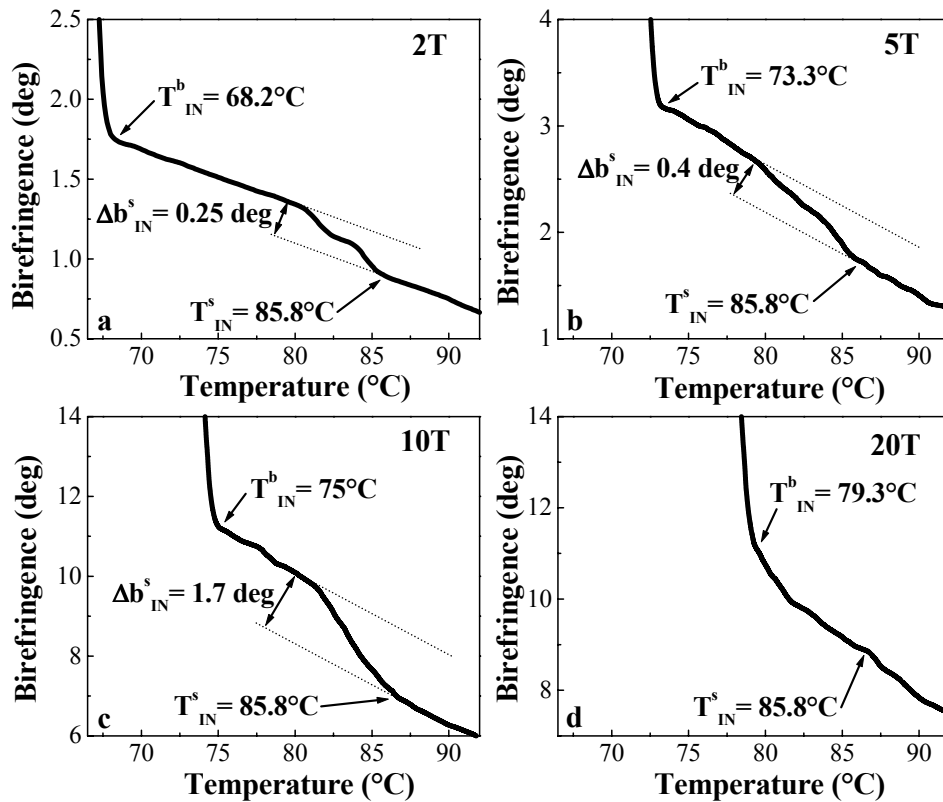 2T
T^b_IN= 68.2°C
Δb^s_IN= 0.25 deg
T^s_IN= 85.8°C
a
Birefringence (deg)
2.5
2.0
1.5
1.0
0.5
70 75 80 85 90
Temperature (°C)
5T
T^b_IN= 73.3°C
Δb^s_IN= 0.4 deg
T^s_IN= 85.8°C
b
Birefringence (deg)
4
3
2
1
70 75 80 85 90
Temperature (°C)
10T
T^b_IN= 75°C
Δb^s_IN= 1.7 deg
T^s_IN= 85.8°C
c
Birefringence (deg)
14
12
10
8
6
70 75 80 85 90
Temperature (°C)
20T
T^b_IN= 79.3°C
T^s_IN= 85.8°C
d
Birefringence (deg)
14
12
10
8
70 75 80 85 90
Temperature (°C)